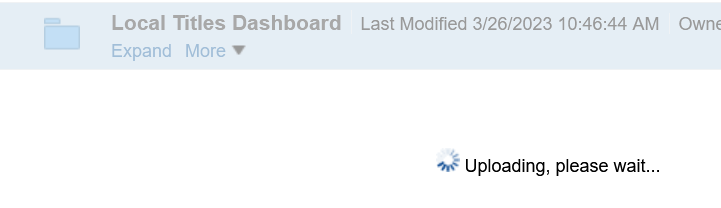 Local Titles Dashboard Last Modified 3/26/2023 10:46:44 AM
Expand More
Uploading, please wait...